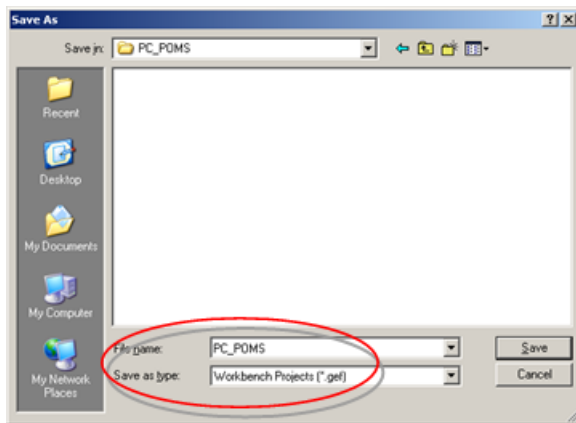 Save As
Save in: PC_POMS
Recent
Desktop
My Documents
My Computer
My Network Places
File name: PC_POMS Save
Save as type: Workbench Projects (*.gef) Cancel